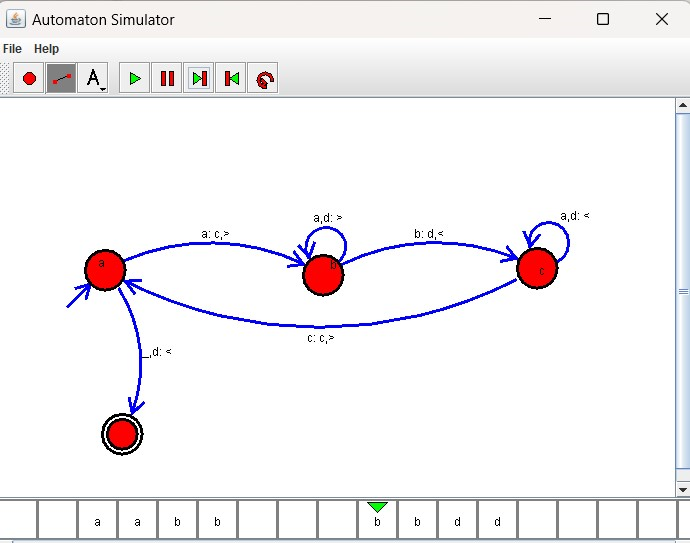 Automaton Simulator
File Help
A
a,d: >
a,d: <
a: c,>
b: d,<
a
b
c
c: c,>
_,d: <
a a b b b b d d